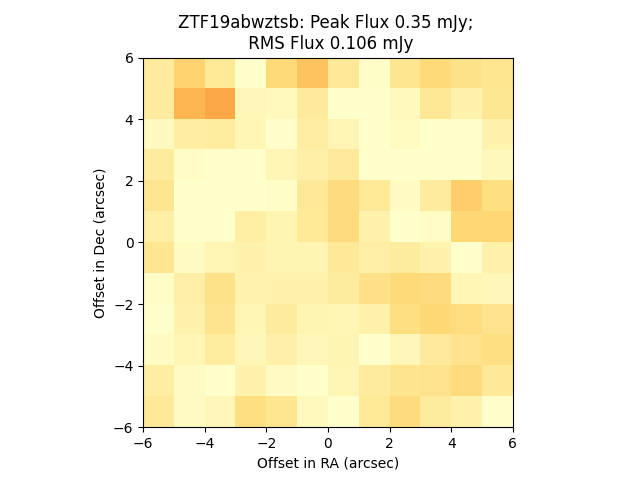 ZTF19abwztsb: Peak Flux 0.35 mJy;
RMS Flux 0.106 mJy
6
4
2
0
−2
−4
−6
Offset in Dec (arcsec)
−6 −4 −2 0 2 4 6
Offset in RA (arcsec)